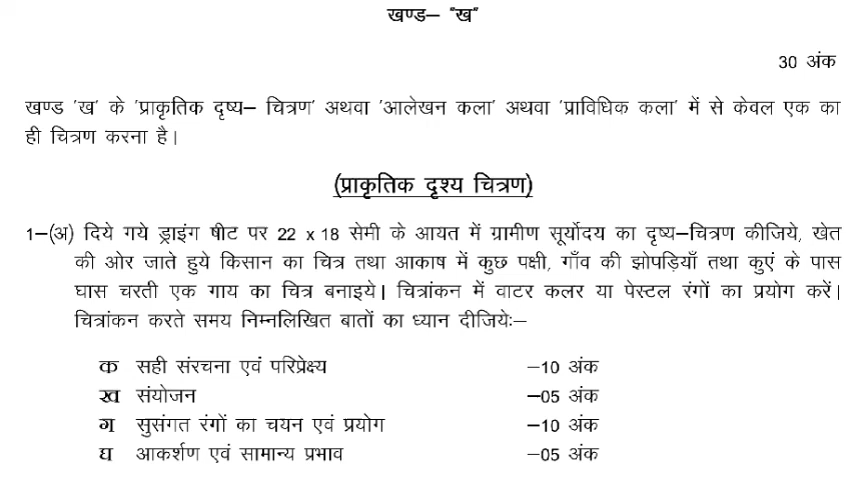 खण्ड– "ख"
30 अंक
खण्ड 'ख' के 'प्राकृतिक दृष्य– चित्रण' अथवा 'आलेखन कला' अथवा 'प्राविधिक कला' में से केवल एक का
ही चित्रण करना है।
(प्राकृतिक दृश्य चित्रण)
1–(अ) दिये गये ड्राइंग षीट पर 22 x 18 सेमी के आयत में ग्रामीण सूर्योदय का दृष्य–चित्रण कीजिये, खेत
की ओर जाते हुये किसान का चित्र तथा आकाष में कुछ पक्षी, गाँव की झोपड़ियाँ तथा कुएं के पास
घास चरती एक गाय का चित्र बनाइये। चित्रांकन में वाटर कलर या पेस्टल रंगों का प्रयोग करें।
चित्रांकन करते समय निम्नलिखित बातों का ध्यान दीजियेः–
क सही संरचना एवं परिप्रेक्ष्य –10 अंक
ख संयोजन –05 अंक
ग सुसंगत रंगों का चयन एवं प्रयोग –10 अंक
घ आकर्शण एवं सामान्य प्रभाव –05 अंक